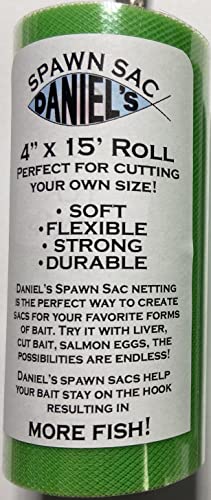 SPAWN SAC
DANIEL'S
4" x 15' ROLL
PERFECT FOR CUTTING
YOUR OWN SIZE!
• SOFT
• FLEXIBLE
• STRONG
• DURABLE
DANIEL'S SPAWN SAC NETTING
IS THE PERFECT WAY TO CREATE
SACS FOR YOUR FAVORITE FORMS
OF BAIT. TRY IT WITH LIVER,
CUT BAIT, SALMON EGGS, THE
POSSIBILITIES ARE ENDLESS!
DANIEL'S SPAWN SACS HELP
YOUR BAIT STAY ON THE HOOK
RESULTING IN
MORE FISH!